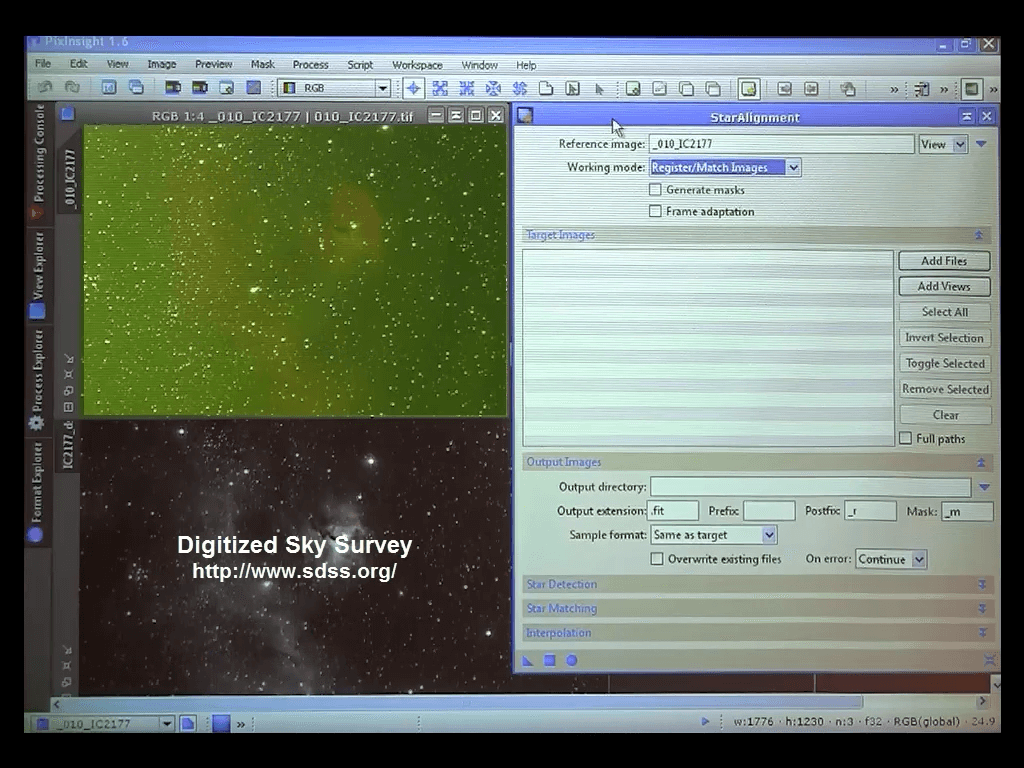 PixInsight 1.6
File Edit View Image Preview Mask Process Script Workspace Window Help
RGB
RGB 1:4 _010_IC2177 | 010_IC2177.tif
StarAlignment
Processing Console
View Explorer
Process Explorer
Format Explorer
_010_IC2177
Reference image: _010_IC2177 View
Working mode: Register/Match Images
Generate masks
Frame adaptation
Target Images
Add Files
Add Views
Select All
Invert Selection
Toggle Selected
Remove Selected
Clear
Full paths
Output Images
Output directory:
Output extension: .fit Prefix: Postfix: _r Mask: _m
Sample format: Same as target
Overwrite existing files On error: Continue
Star Detection
Star Matching
Interpolation
Digitized Sky Survey
http://www.sdss.org/
_010_IC2177
w:1776 · h:1230 · n:3 · f32 · RGB(global) · 24.9